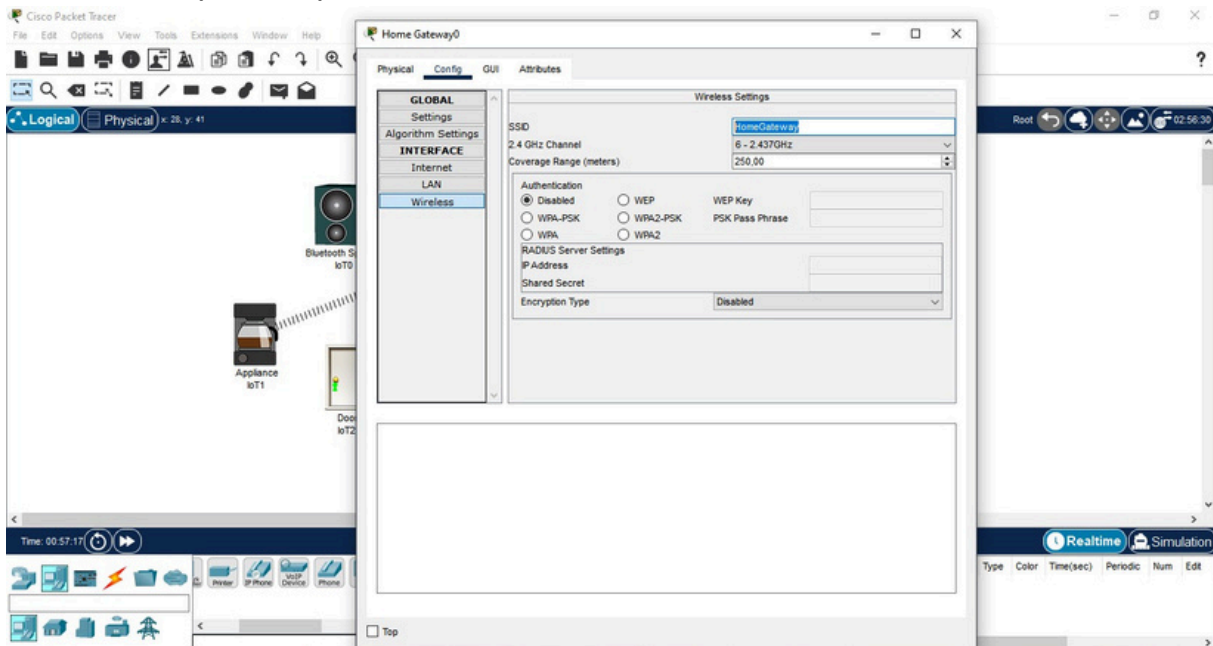 Cisco Packet Tracer
File Edit Options View Tools Extensions Window Help
?
Logical
Physical x: 28, y: 41
Root
02:56:30
Bluetooth S
IoT0
Appliance
IoT1
Doo
IoT2
Home Gateway0
Physical Config GUI Attributes
GLOBAL
Settings
Algorithm Settings
INTERFACE
Internet
LAN
Wireless
Wireless Settings
SSID HomeGateway
2.4 GHz Channel 6 - 2.437GHz
Coverage Range (meters) 250,00
Authentication
Disabled WEP WEP Key
WPA-PSK WPA2-PSK PSK Pass Phrase
WPA WPA2
RADIUS Server Settings
IP Address
Shared Secret
Encryption Type Disabled
Top
Time: 00:57:17
Realtime Simulation
Printer IP Phone VoIP Device Phone
Type Color Time(sec) Periodic Num Edit